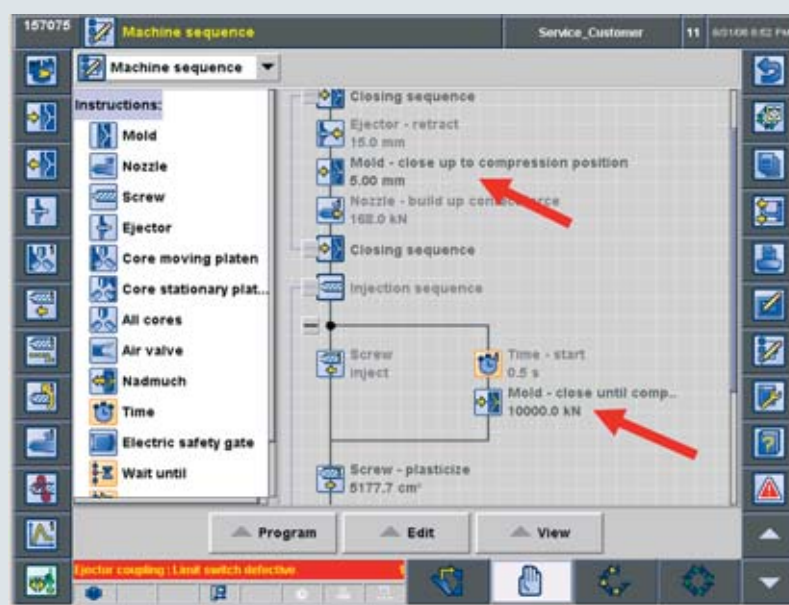 157075
Machine sequence
Service_Customer
11
Machine sequence
Instructions:
Mold
Nozzle
Screw
Ejector
Core moving platen
Core stationary plat...
All cores
Air valve
Nadmuch
Time
Electric safety gate
Wait until
Closing sequence
Ejector - retract
15.0 mm
Mold - close up to compression position
5.00 mm
Nozzle - build up
168.0 kN
Closing sequence
Injection sequence
Screw
inject
Time - start
0.5 s
Mold - close until comp..
10000.0 kN
Screw - plasticize
5177.7 cm³
Program
Edit
View
Ejector coupling : Limit switch defective